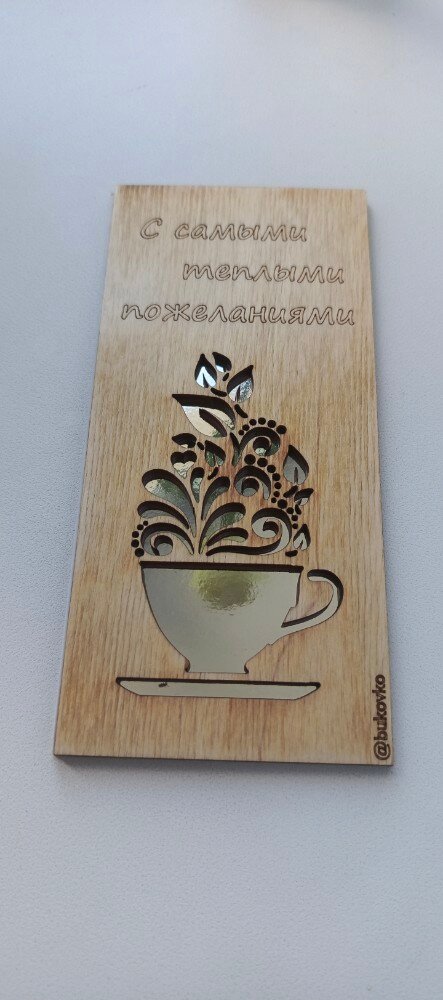 С самыми
теплыми
пожеланиями
@bukovko